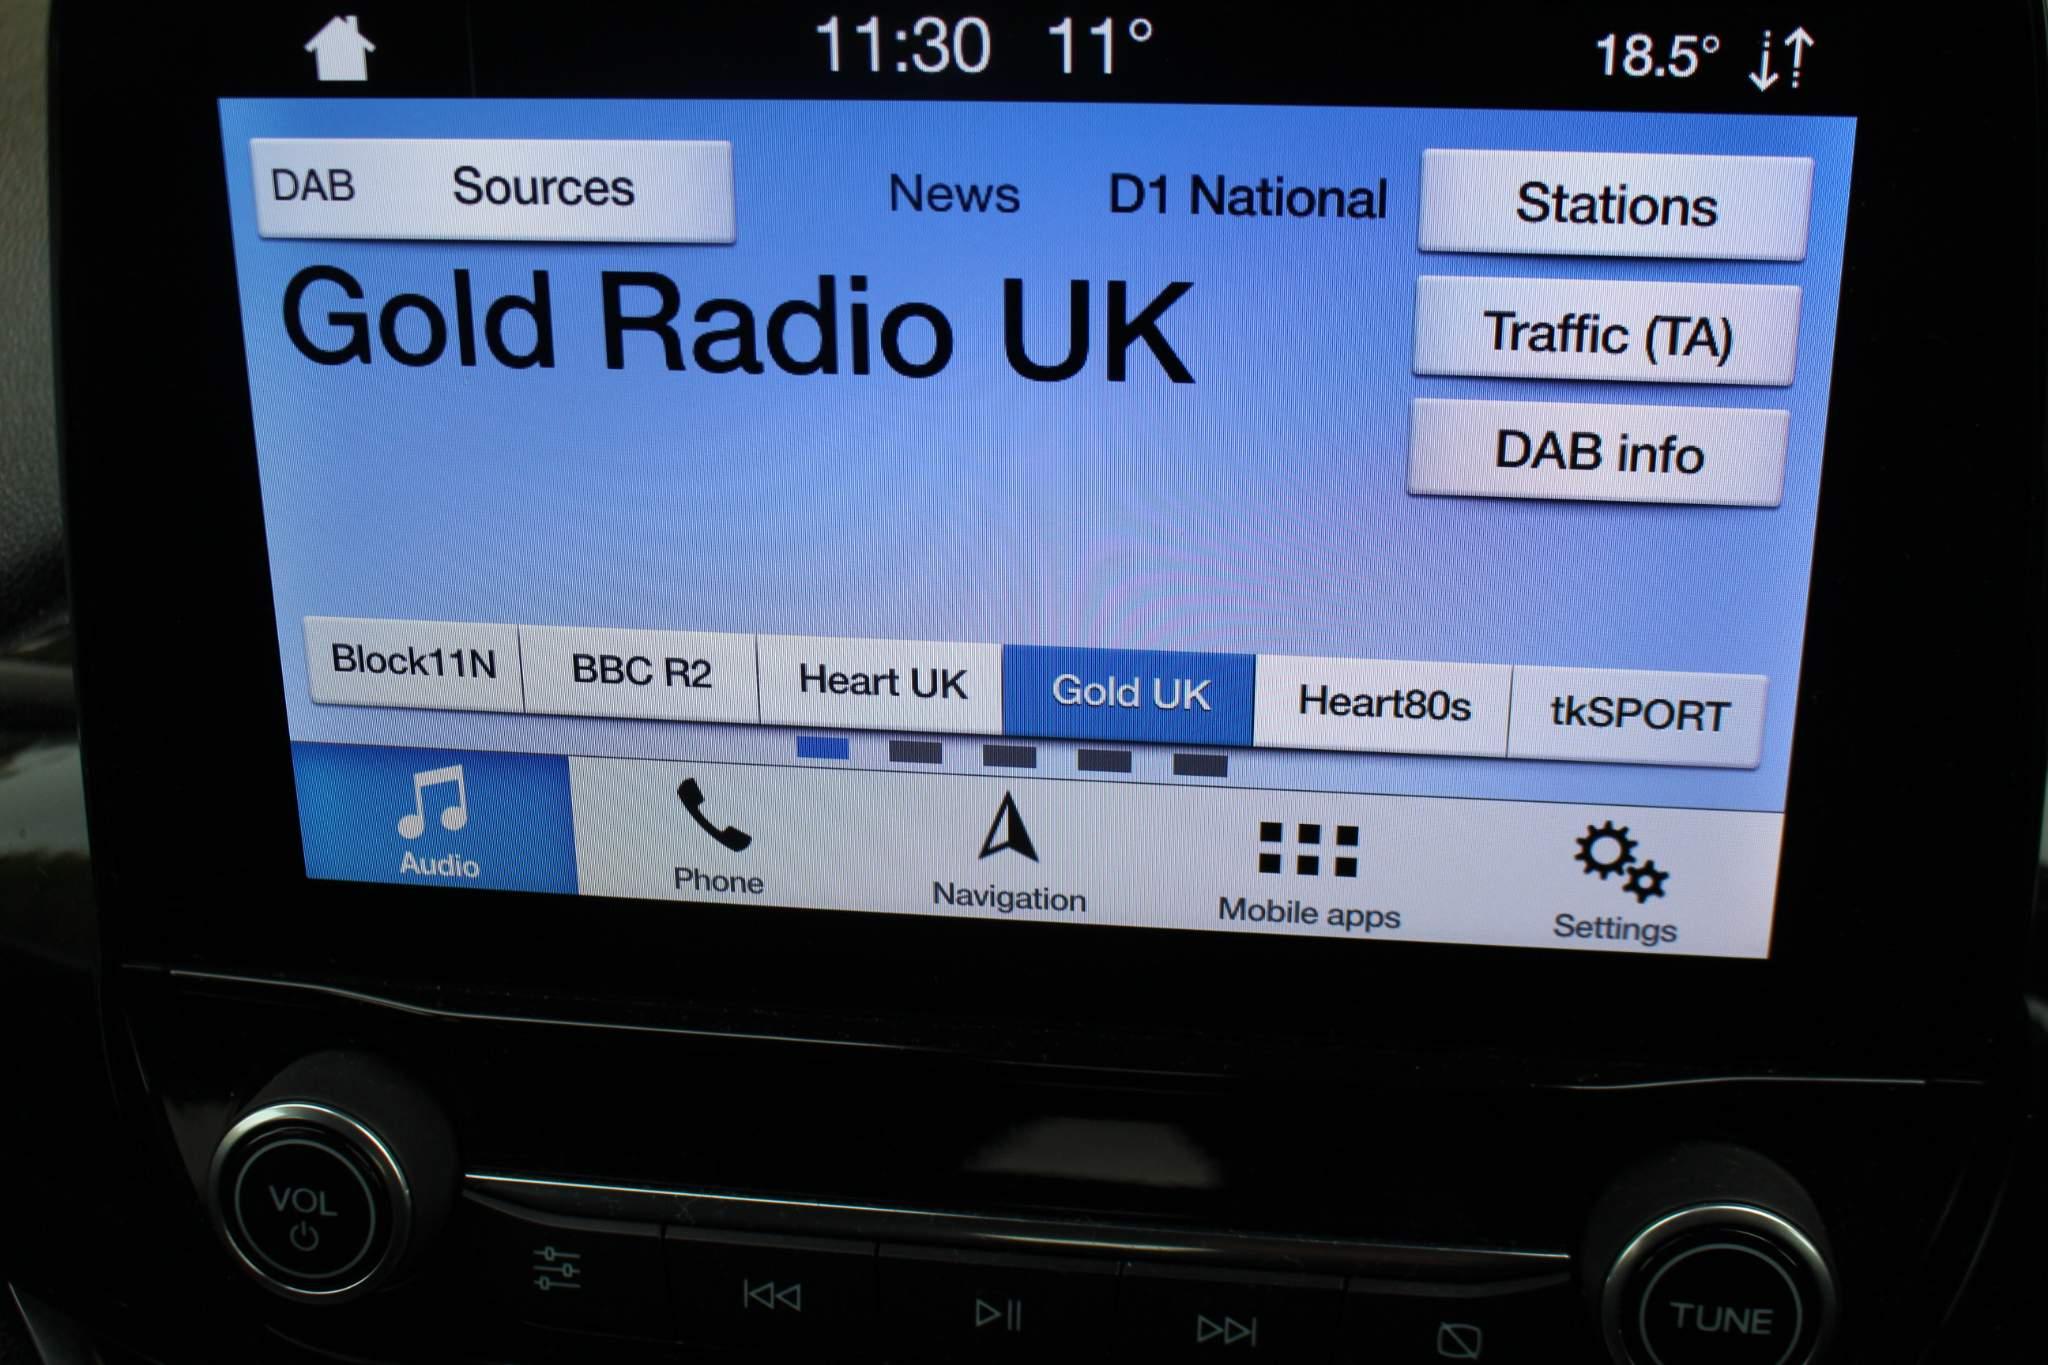 11:30 11° 18.5°
DAB Sources News D1 National Stations
Gold Radio UK
Traffic (TA)
DAB info
Block11N BBC R2 Heart UK Gold UK Heart80s tkSPORT
Audio Phone Navigation Mobile apps Settings
VOL
TUNE